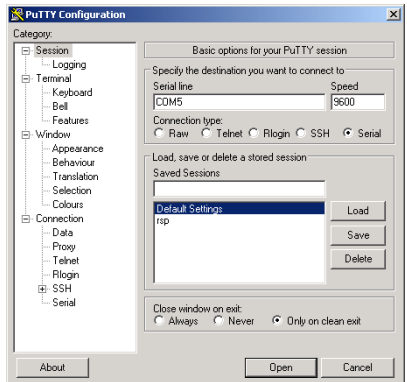 PuTTY Configuration
Category:
Session
Logging
Terminal
Keyboard
Bell
Features
Window
Appearance
Behaviour
Translation
Selection
Colours
Connection
Data
Proxy
Telnet
Rlogin
SSH
Serial
Basic options for your PuTTY session
Specify the destination you want to connect to
Serial line Speed
COM5 9600
Connection type:
Raw Telnet Rlogin SSH Serial
Load, save or delete a stored session
Saved Sessions
Default Settings
rsp
Load
Save
Delete
Close window on exit:
Always Never Only on clean exit
About Open Cancel